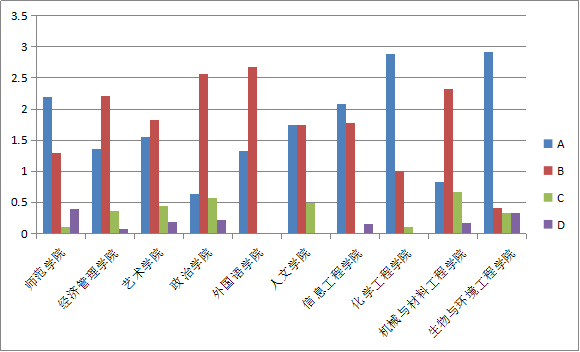 3.5
3
2.5
2
1.5
1
0.5
0
师范学院
经济管理学院
艺术学院
政治学院
外国语学院
人文学院
信息工程学院
化学工程学院
机械与材料工程学院
生物与环境工程学院
A
B
C
D